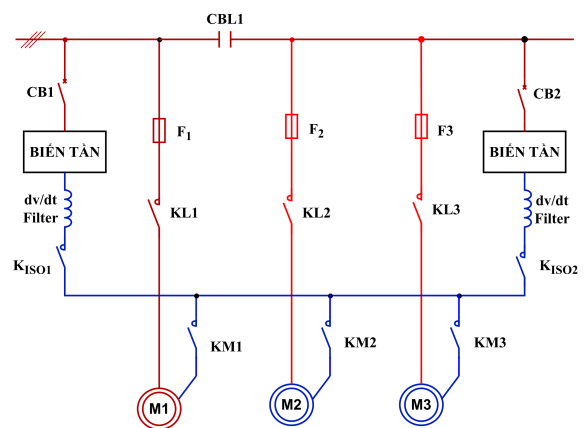 CBL1
CB1
CB2
F1
F2
F3
BIẾN TẦN
BIẾN TẦN
dv/dt
Filter
KL1
KL2
KL3
dv/dt
Filter
KISO1
KISO2
KM1
KM2
KM3
M1
M2
M3